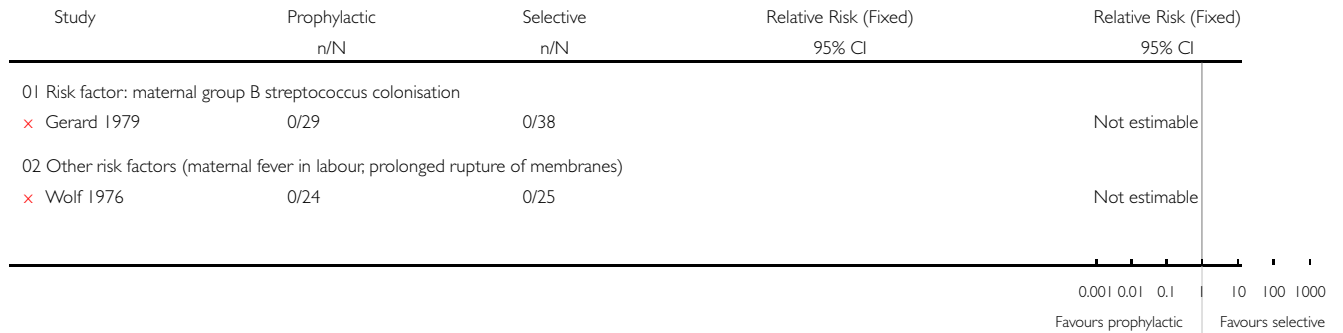 Study Prophylactic Selective Relative Risk (Fixed) Relative Risk (Fixed)
n/N n/N 95% CI 95% CI
01 Risk factor: maternal group B streptococcus colonisation
× Gerard 1979 0/29 0/38 Not estimable
02 Other risk factors (maternal fever in labour, prolonged rupture of membranes)
× Wolf 1976 0/24 0/25 Not estimable
0.001 0.01 0.1 1 10 100 1000
Favours prophylactic Favours selective